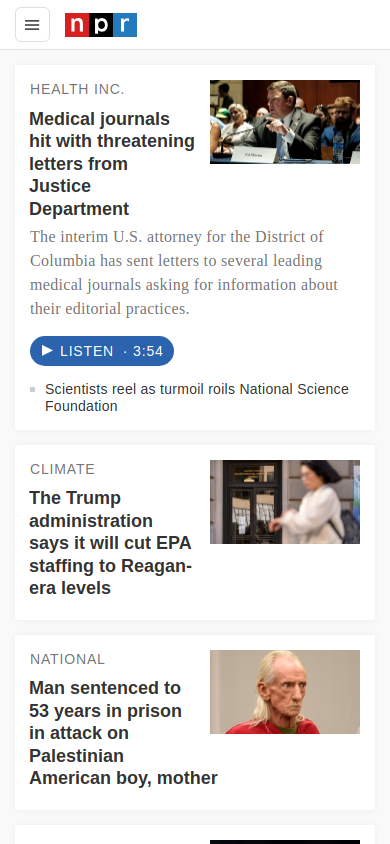 npr
HEALTH INC.
Medical journals
hit with threatening
letters from
Justice
Department
The interim U.S. attorney for the District of
Columbia has sent letters to several leading
medical journals asking for information about
their editorial practices.
LISTEN · 3:54
Scientists reel as turmoil roils National Science
Foundation
CLIMATE
The Trump
administration
says it will cut EPA
staffing to Reagan-
era levels
NATIONAL
Man sentenced to
53 years in prison
in attack on
Palestinian
American boy, mother